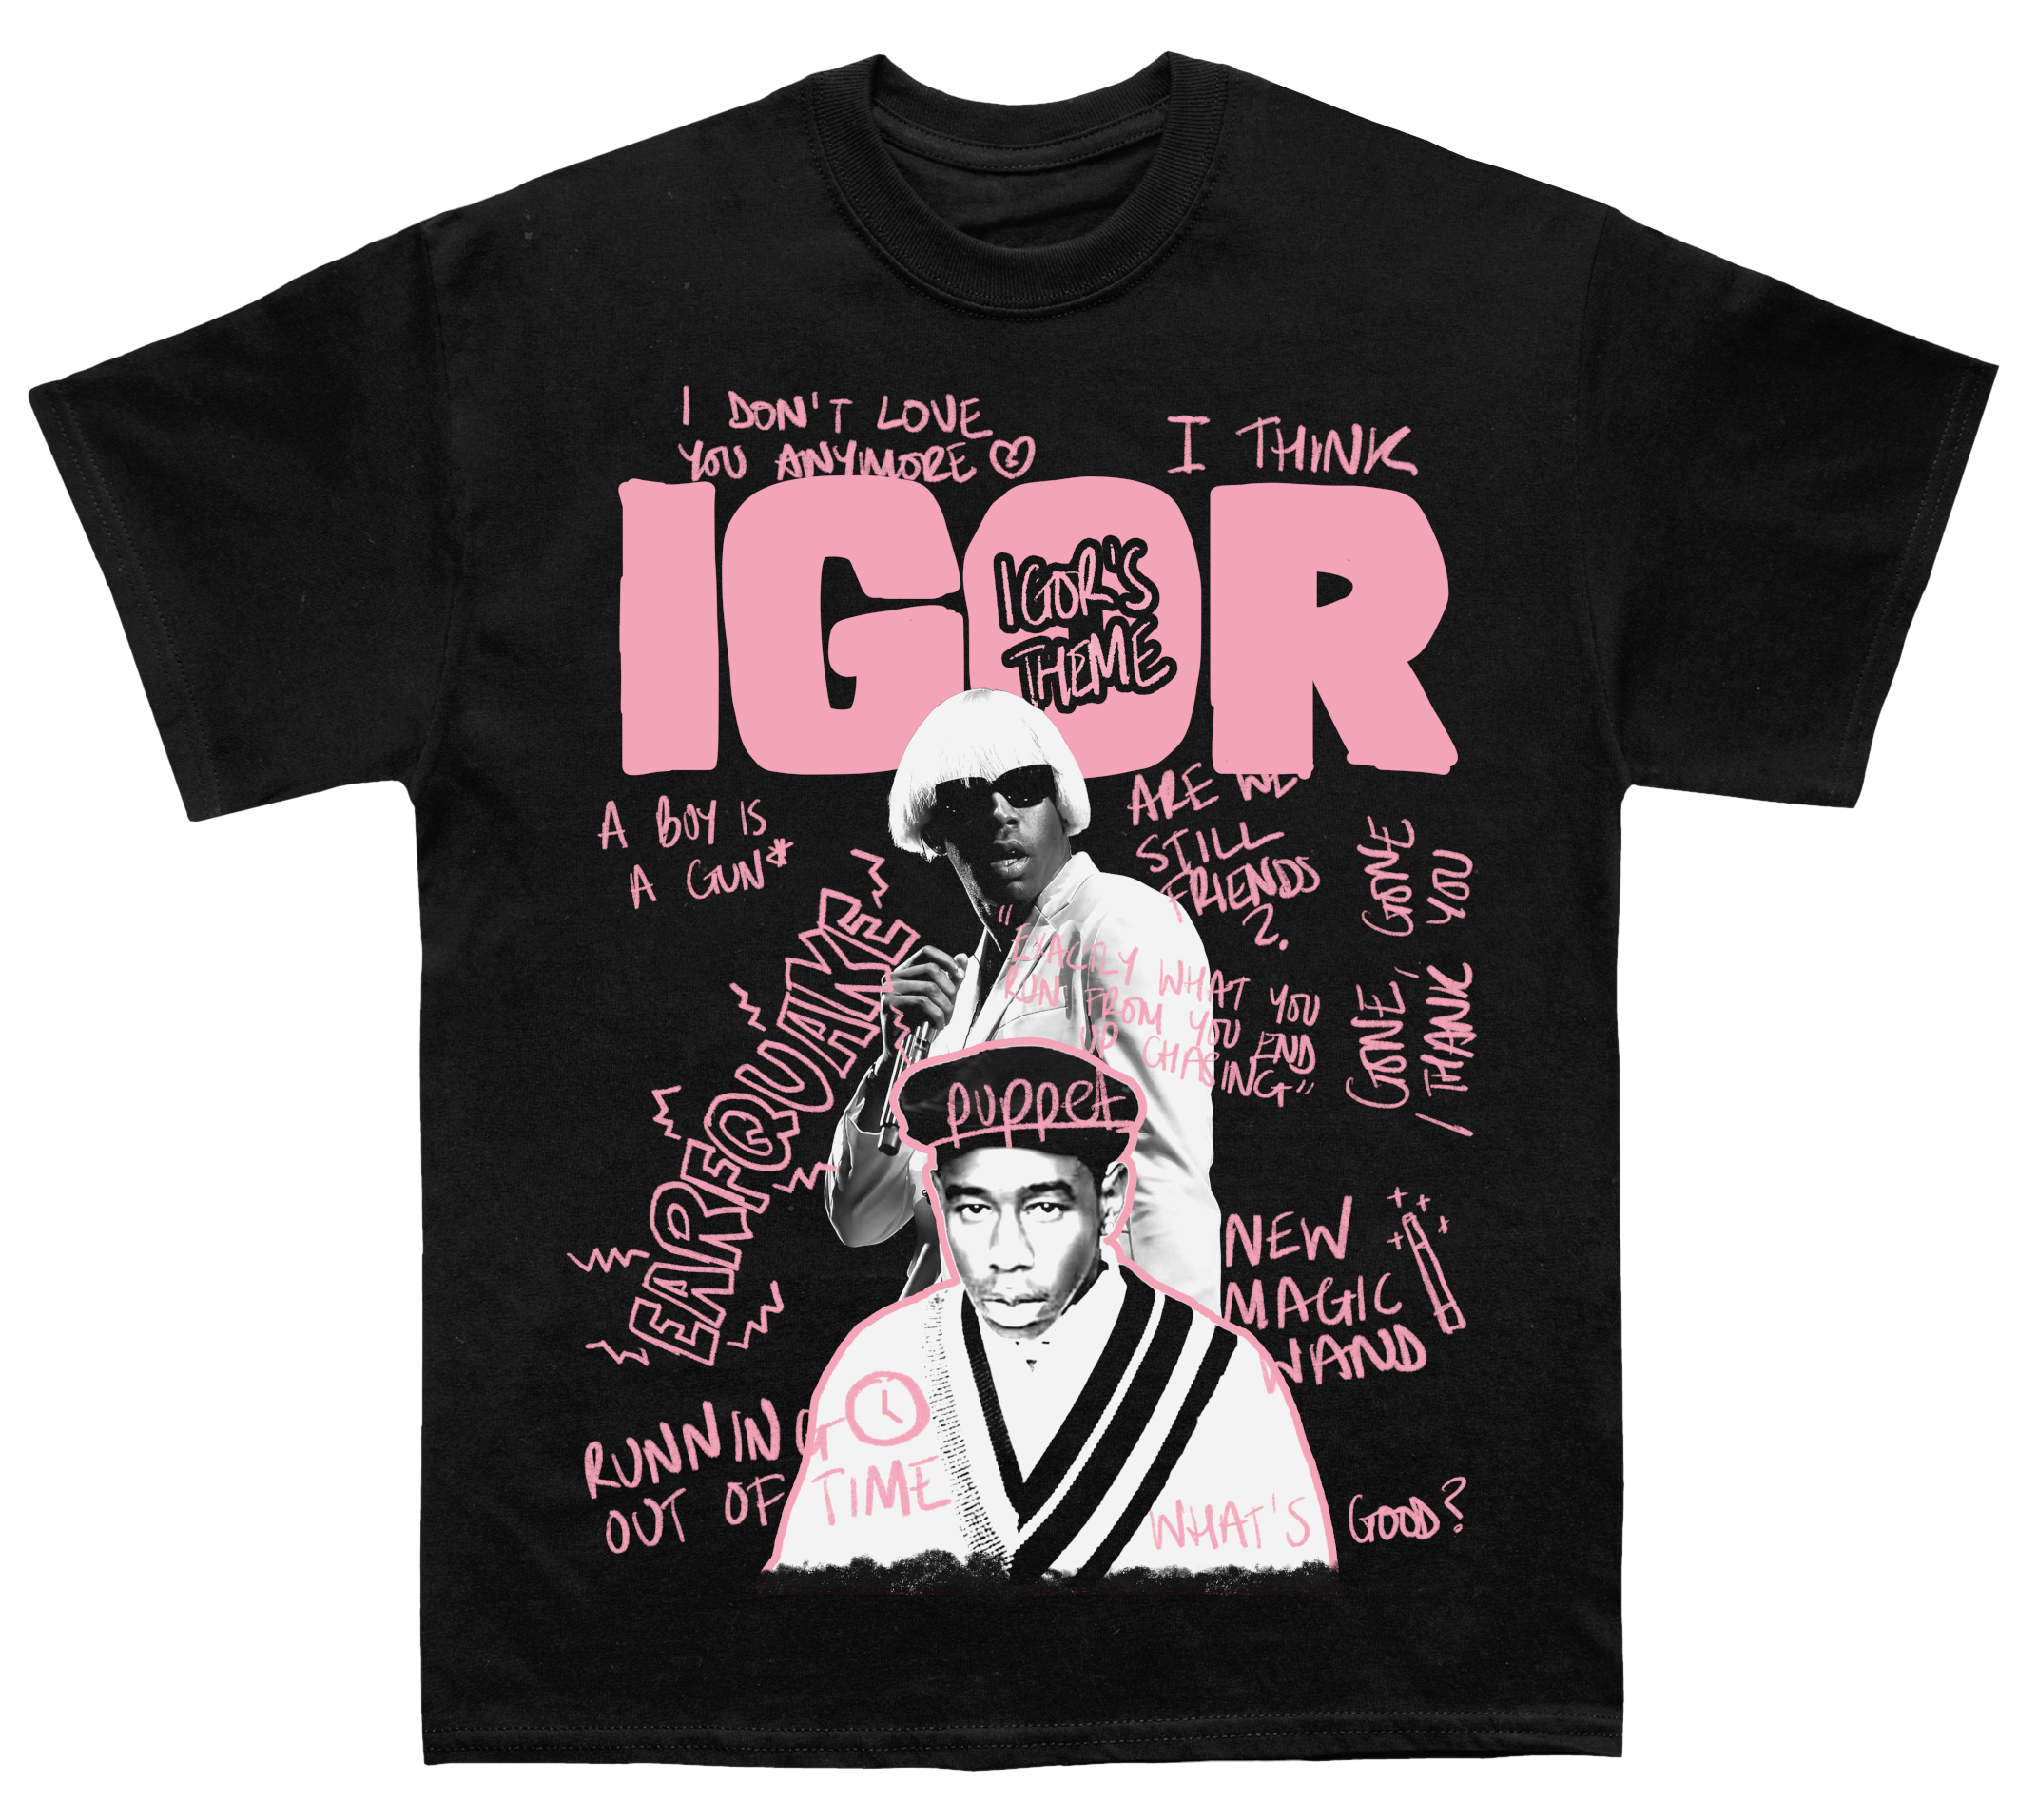 I DON'T LOVE
YOU ANYMORE
I THINK
IGOR
IGOR'S
THEME
A BOY IS
A GUN*
ARE WE
STILL
FRIENDS
?
GONE, GONE
/ THANK YOU
EARFQUAKE
"EXACTLY WHAT YOU
RUN FROM YOU END
UP CHASING"
puppet
NEW
MAGIC
WAND
RUNNING
OUT OF TIME
WHAT'S GOOD?